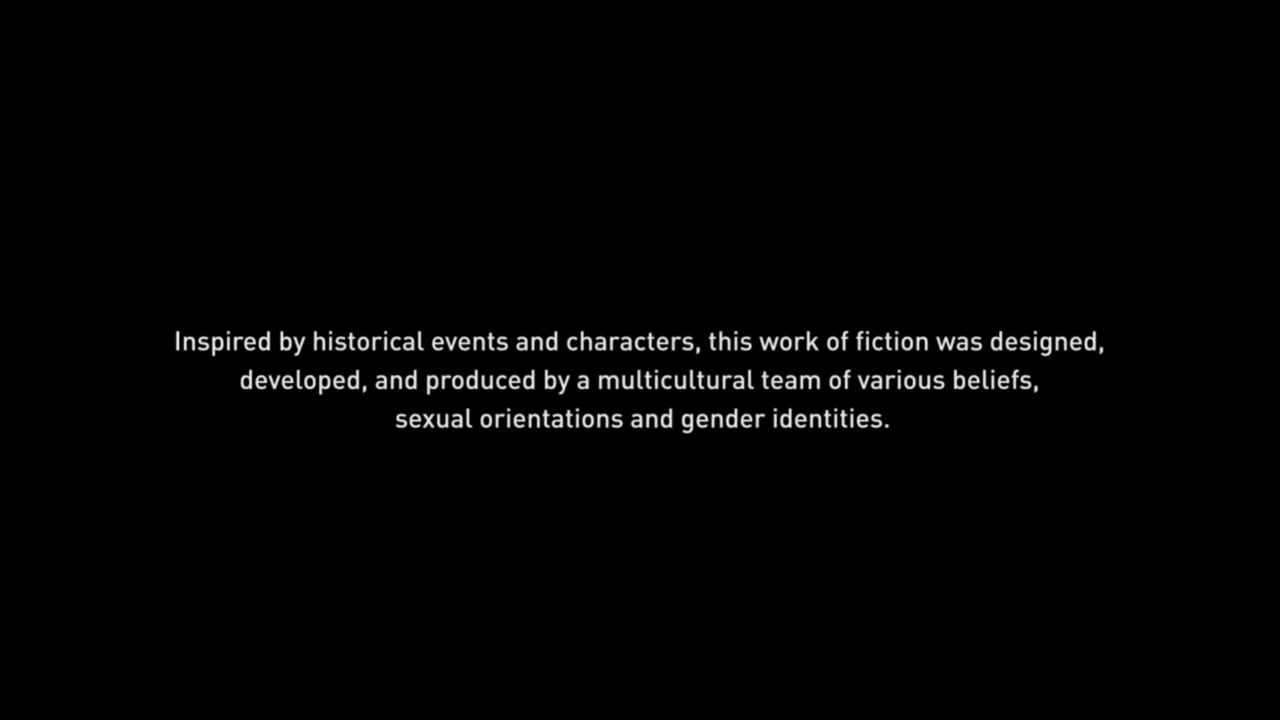 Inspired by historical events and characters, this work of fiction was designed,
developed, and produced by a multicultural team of various beliefs,
sexual orientations and gender identities.